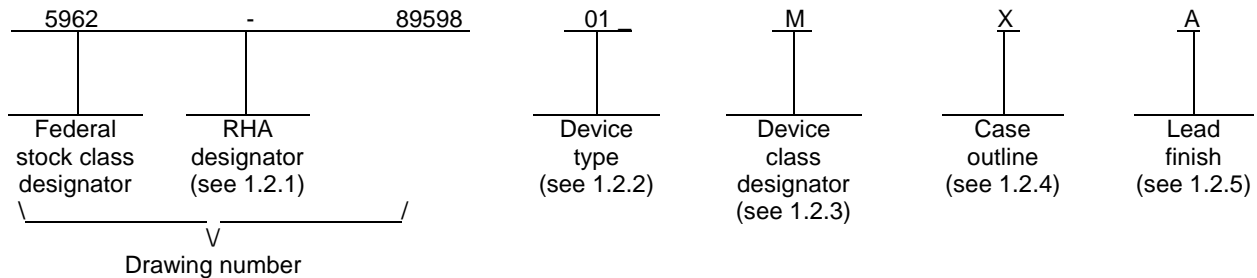 5962 - 89598 01 _ M X A
Federal stock class designator
RHA designator (see 1.2.1)
Device type (see 1.2.2)
Device class designator (see 1.2.3)
Case outline (see 1.2.4)
Lead finish (see 1.2.5)
\ /
\/
Drawing number